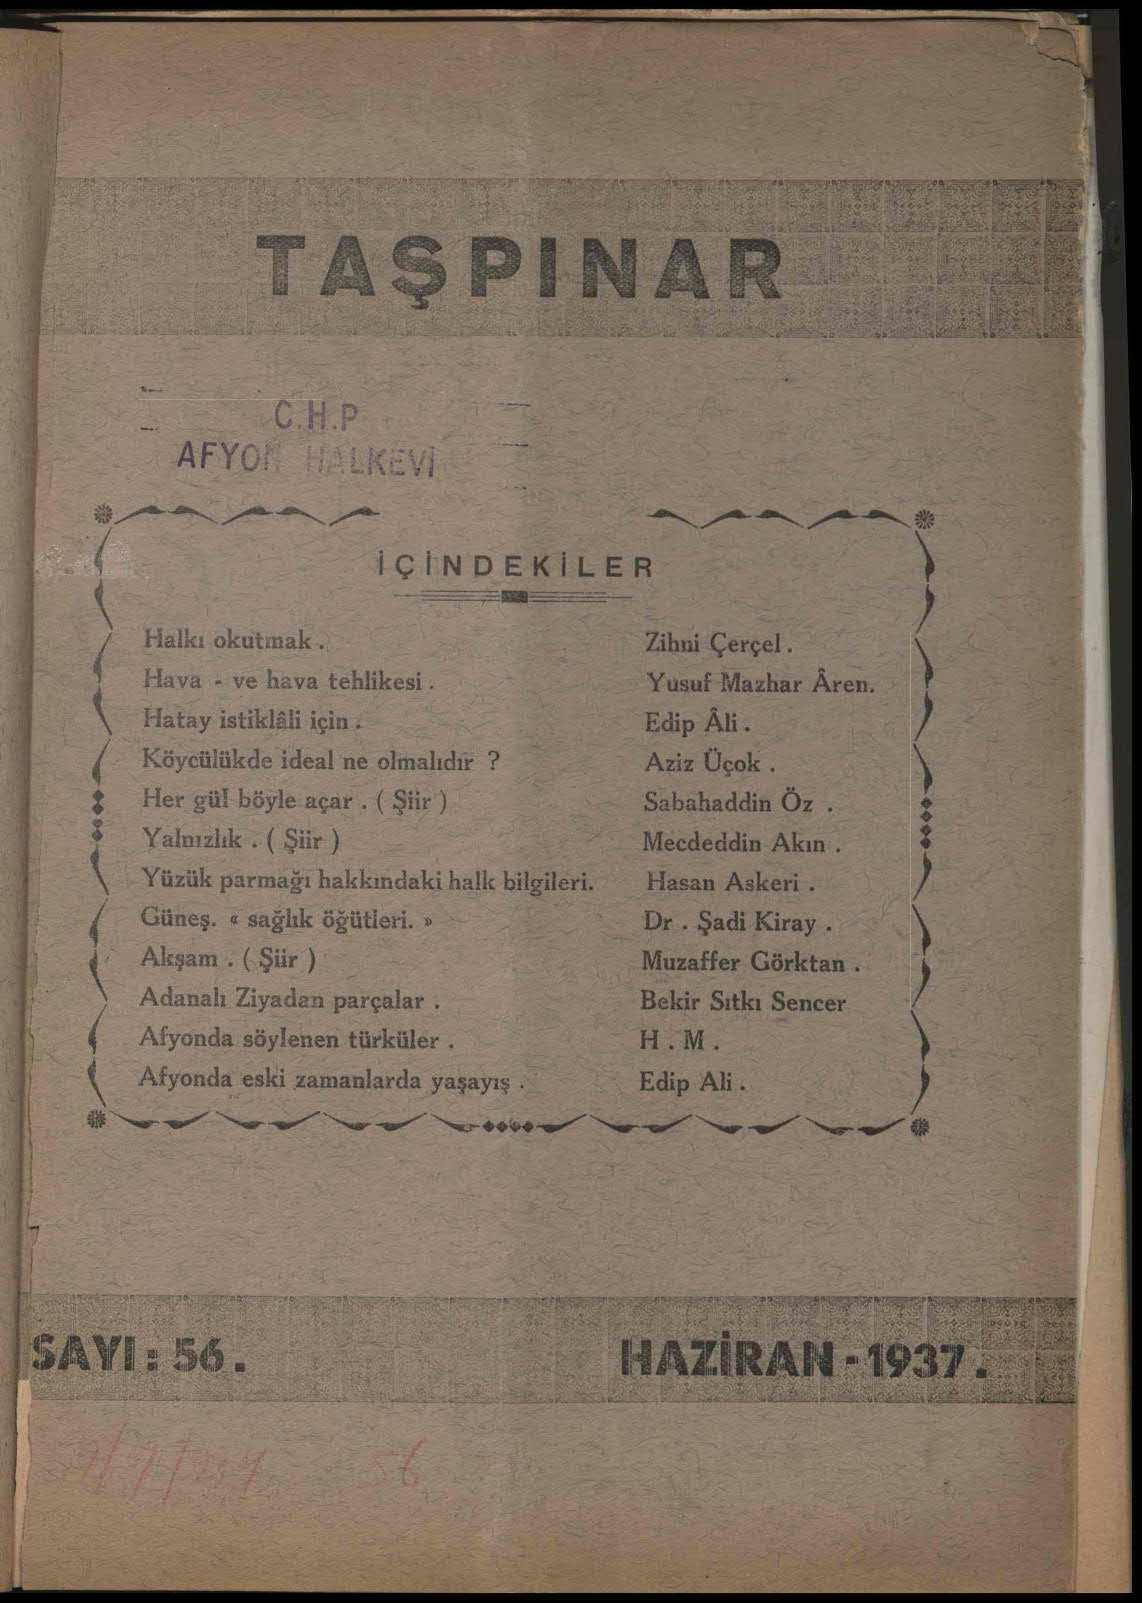 TAŞPINAR
C.H.P
AFYON HALKEVİ
İÇİNDEKİLER
Halkı okutmak . Zihni Çerçel .
Hava - ve hava tehlikesi . Yusuf Mazhar Âren.
Hatay istiklâli için . Edip Âli .
Köycülükde ideal ne olmalıdır ? Aziz Üçok .
Her gül böyle açar . ( Şiir ) Sabahaddin Öz .
Yalnızlık . ( Şiir ) Mecdeddin Akın .
Yüzük parmağı hakkındaki halk bilgileri. Hasan Askeri .
Güneş. « sağlık öğütleri. » Dr . Şadi Kiray .
Akşam . ( Şiir ) Muzaffer Görktan .
Adanalı Ziyadan parçalar . Bekir Sıtkı Sencer
Afyonda söylenen türküler . H . M .
Afyonda eski zamanlarda yaşayış . Edip Ali .
SAYI : 56 . HAZİRAN - 1937 .
56